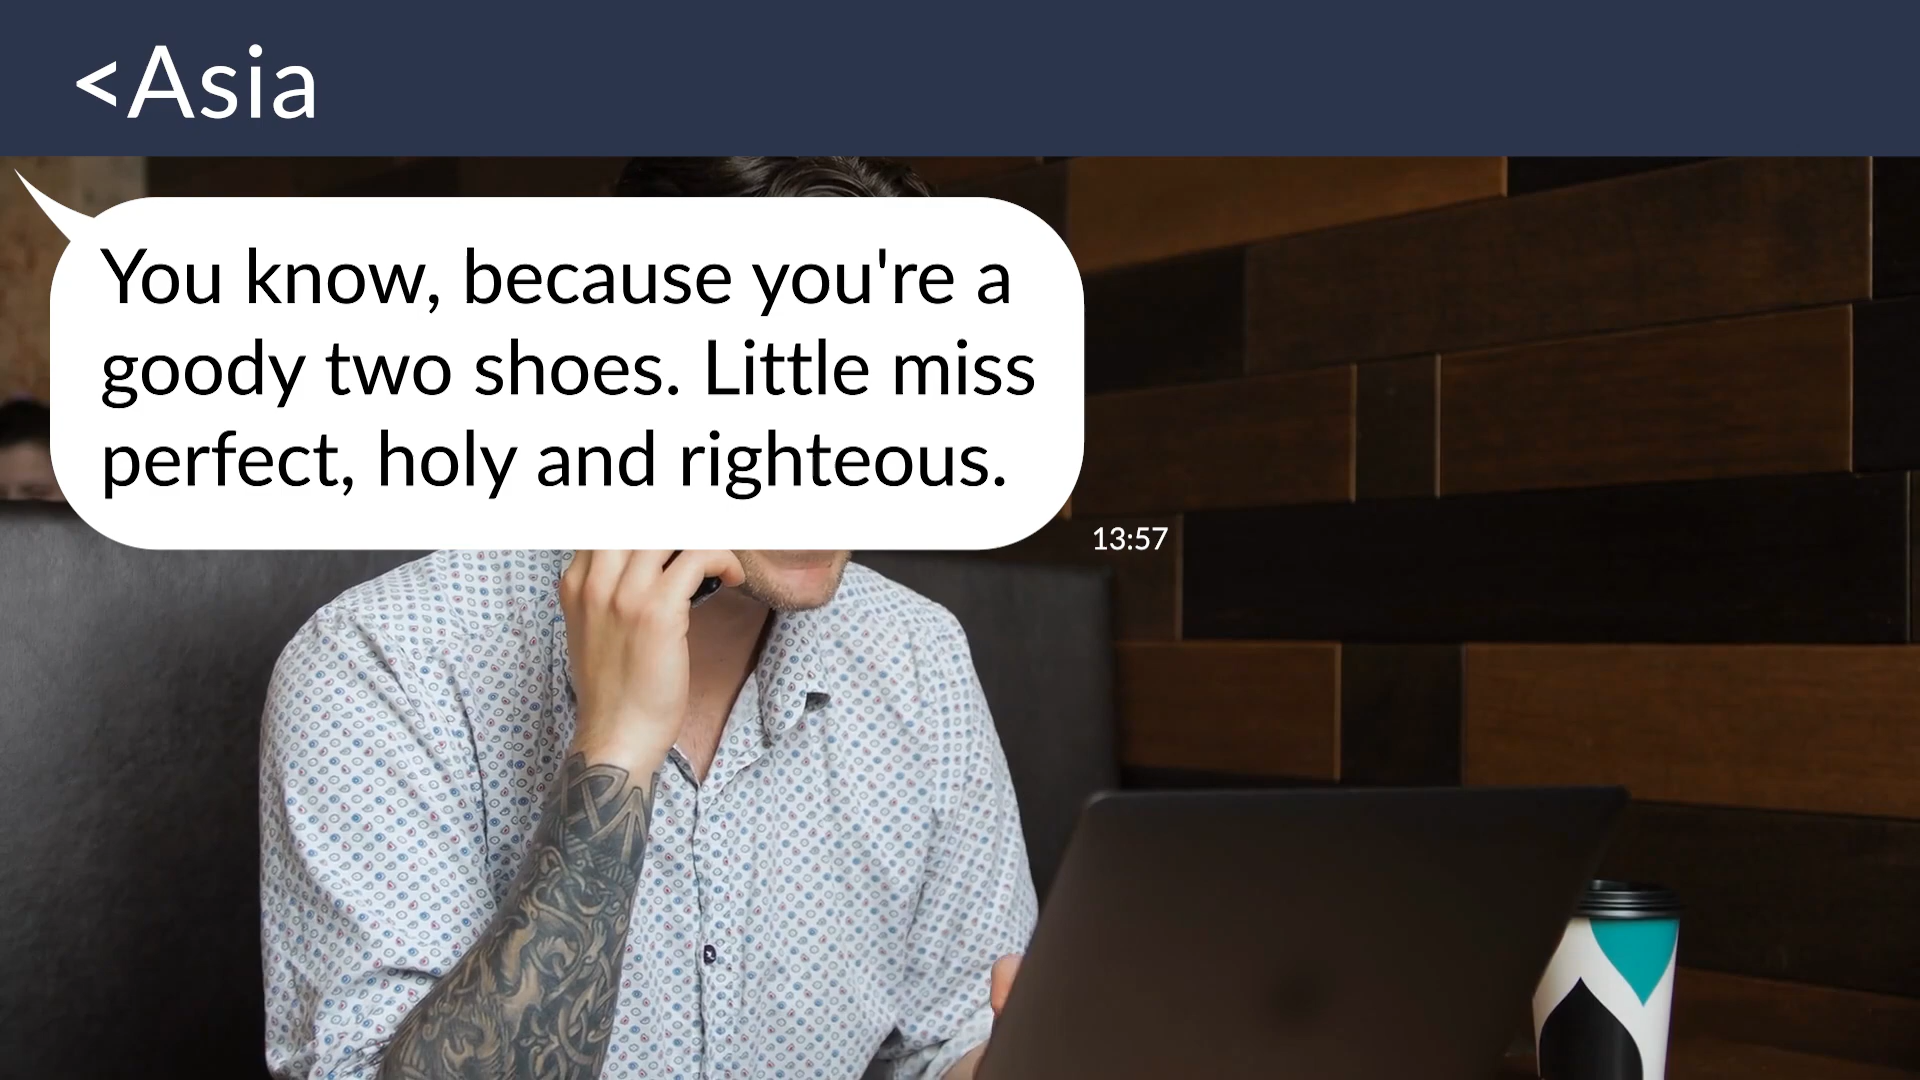 <Asia
You know, because you're a
goody two shoes. Little miss
perfect, holy and righteous.
13:57